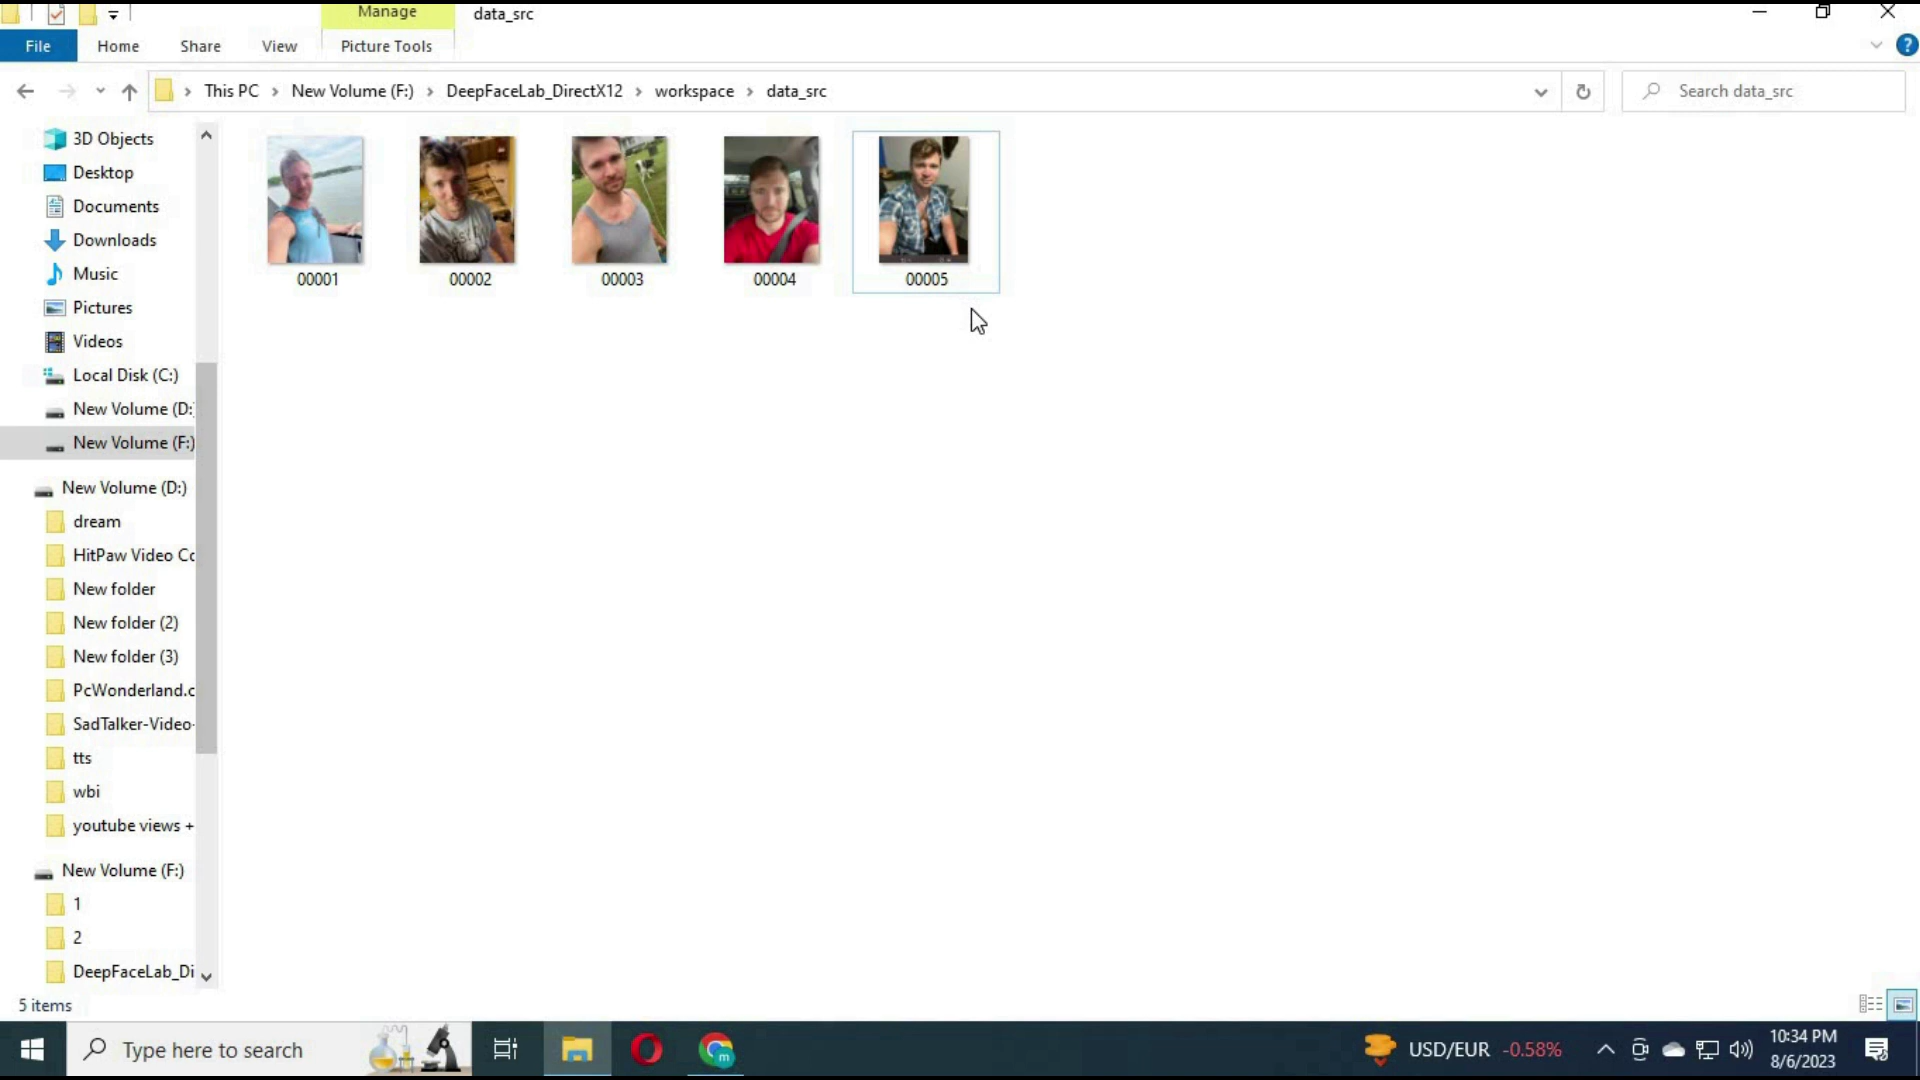 Manage
data_src
File
Home
Share
View
Picture Tools
This PC
New Volume (F:)
DeepFaceLab_DirectX12
workspace
data_src
Search data_src
3D Objects
Desktop
Documents
Downloads
Music
Pictures
Videos
Local Disk (C:)
New Volume (D:
New Volume (F:)
New Volume (D:)
dream
HitPaw Video Cc
New folder
New folder (2)
New folder (3)
PcWonderland.c
SadTalker-Video-
tts
wbi
youtube views +
New Volume (F:)
1
2
DeepFaceLab_Di
00001
00002
00003
00004
00005
5 items
Type here to search
USD/EUR -0.58%
10:34 PM
8/6/2023